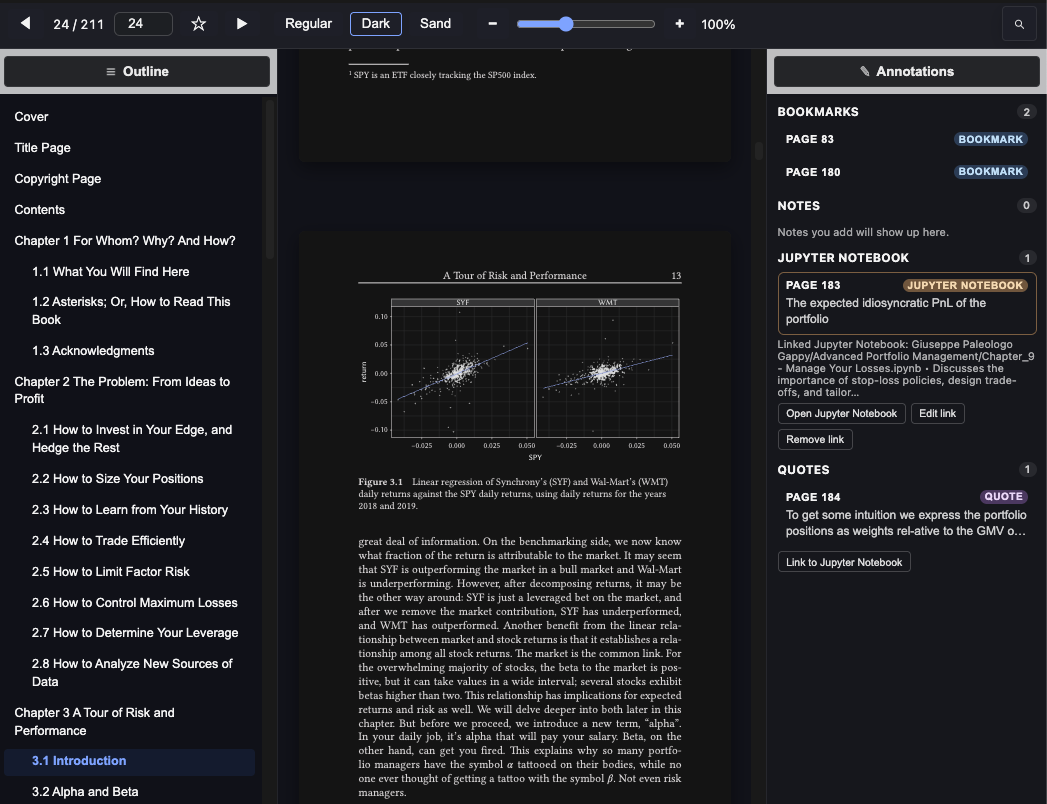 24 / 211
24
Regular
Dark
Sand
100%
Outline
Cover
Title Page
Copyright Page
Contents
Chapter 1 For Whom? Why? And How?
1.1 What You Will Find Here
1.2 Asterisks; Or, How to Read This
Book
1.3 Acknowledgments
Chapter 2 The Problem: From Ideas to
Profit
2.1 How to Invest in Your Edge, and
Hedge the Rest
2.2 How to Size Your Positions
2.3 How to Learn from Your History
2.4 How to Trade Efficiently
2.5 How to Limit Factor Risk
2.6 How to Control Maximum Losses
2.7 How to Determine Your Leverage
2.8 How to Analyze New Sources of
Data
Chapter 3 A Tour of Risk and
Performance
3.1 Introduction
3.2 Alpha and Beta
1 SPY is an ETF closely tracking the SP500 index.
A Tour of Risk and Performance 13
SYF WMT
0.10
0.05
0.00
−0.05
−0.10
return
−0.025 0.000 0.025 0.050 −0.025 0.000 0.025 0.050
SPY
Figure 3.1 Linear regression of Synchrony's (SYF) and Wal-Mart's (WMT)
daily returns against the SPY daily returns, using daily returns for the years
2018 and 2019.
great deal of information. On the benchmarking side, we now know
what fraction of the return is attributable to the market. It may seem
that SYF is outperforming the market in a bull market and Wal-Mart
is underperforming. However, after decomposing returns, it may be
the other way around: SYF is just a leveraged bet on the market, and
after we remove the market contribution, SYF has underperformed,
and WMT has outperformed. Another benefit from the linear rela-
tionship between market and stock returns is that it establishes a rela-
tionship among all stock returns. The market is the common link. For
the overwhelming majority of stocks, the beta to the market is pos-
itive, but it can take values in a wide interval; several stocks exhibit
betas higher than two. This relationship has implications for expected
returns and risk as well. We will delve deeper into both later in this
chapter. But before we proceed, we introduce a new term, "alpha".
In your daily job, it's alpha that will pay your salary. Beta, on the
other hand, can get you fired. This explains why so many portfo-
lio managers have the symbol α tattooed on their bodies, while no
one ever thought of getting a tattoo with the symbol β. Not even risk
managers.
Annotations
BOOKMARKS 2
PAGE 83 BOOKMARK
PAGE 180 BOOKMARK
NOTES 0
Notes you add will show up here.
JUPYTER NOTEBOOK 1
PAGE 183 JUPYTER NOTEBOOK
The expected idiosyncratic PnL of the
portfolio
Linked Jupyter Notebook: Giuseppe Paleologo
Gappy/Advanced Portfolio Management/Chapter_9
- Manage Your Losses.ipynb • Discusses the
importance of stop-loss policies, design trade-
offs, and tailor...
Open Jupyter Notebook Edit link
Remove link
QUOTES 1
PAGE 184 QUOTE
To get some intuition we express the portfolio
positions as weights rel-ative to the GMV o...
Link to Jupyter Notebook